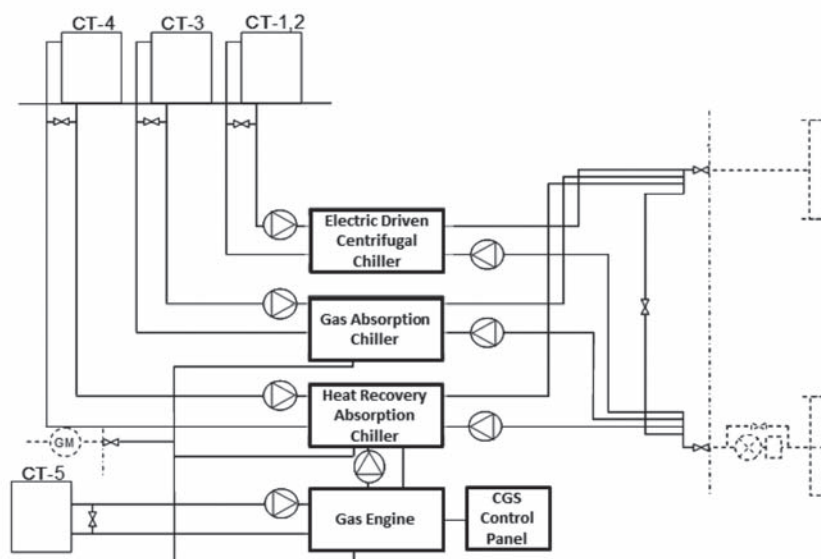 CT-4
CT-3
CT-1,2
Electric Driven
Centrifugal
Chiller
Gas Absorption
Chiller
Heat Recovery
Absorption
Chiller
GM
CT-5
Gas Engine
CGS
Control
Panel